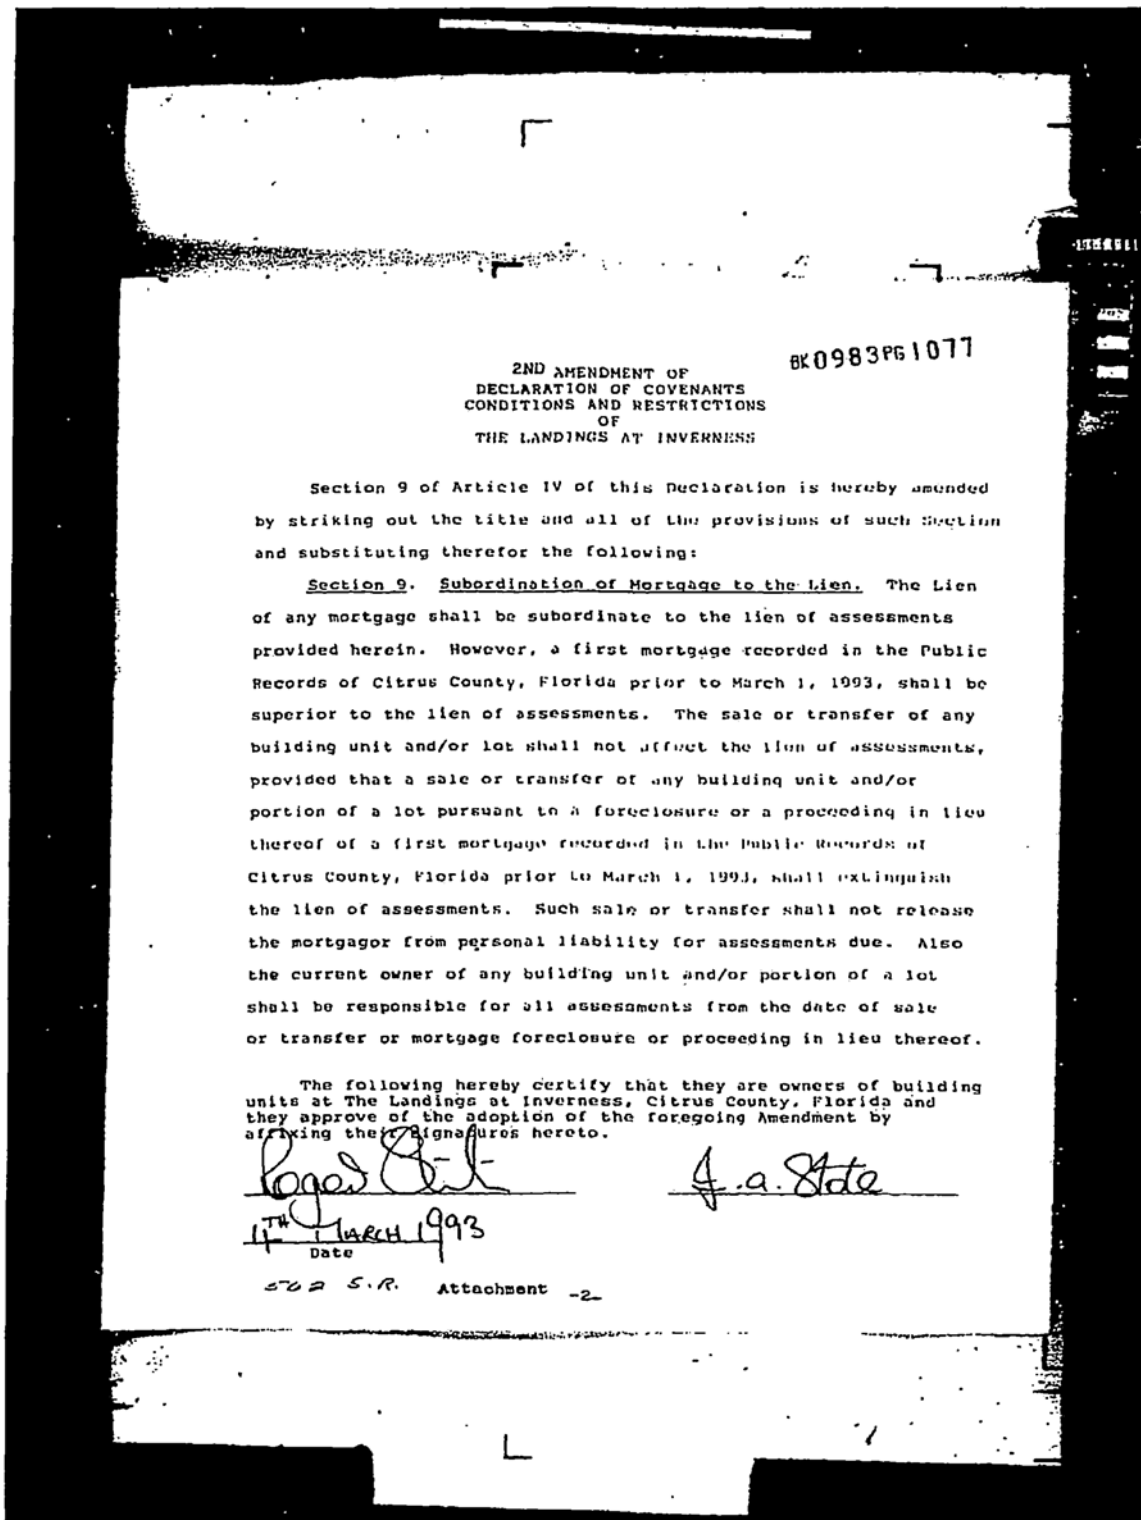 BK0983PG1077
2ND AMENDMENT OF
DECLARATION OF COVENANTS
CONDITIONS AND RESTRICTIONS
OF
THE LANDINGS AT INVERNESS
Section 9 of Article IV of this Declaration is hereby amended
by striking out the title and all of the provisions of such Section
and substituting therefor the following:
Section 9. Subordination of Mortgage to the Lien. The Lien
of any mortgage shall be subordinate to the lien of assessments
provided herein. However, a first mortgage recorded in the Public
Records of Citrus County, Florida prior to March 1, 1993, shall be
superior to the lien of assessments. The sale or transfer of any
building unit and/or lot shall not affect the lien of assessments,
provided that a sale or transfer of any building unit and/or
portion of a lot pursuant to a foreclosure or a proceeding in lieu
thereof of a first mortgage recorded in the Public Records of
Citrus County, Florida prior to March 1, 1993, shall extinguish
the lien of assessments. Such sale or transfer shall not release
the mortgagor from personal liability for assessments due. Also
the current owner of any building unit and/or portion of a lot
shall be responsible for all assessments from the date of sale
or transfer or mortgage foreclosure or proceeding in lieu thereof.
The following hereby certify that they are owners of building
units at The Landings at Inverness, Citrus County, Florida and
they approve of the adoption of the foregoing Amendment by
affixing their signatures hereto.
J.a.
4TH MARCH 1993
Date
502 S.R. Attachment -2-